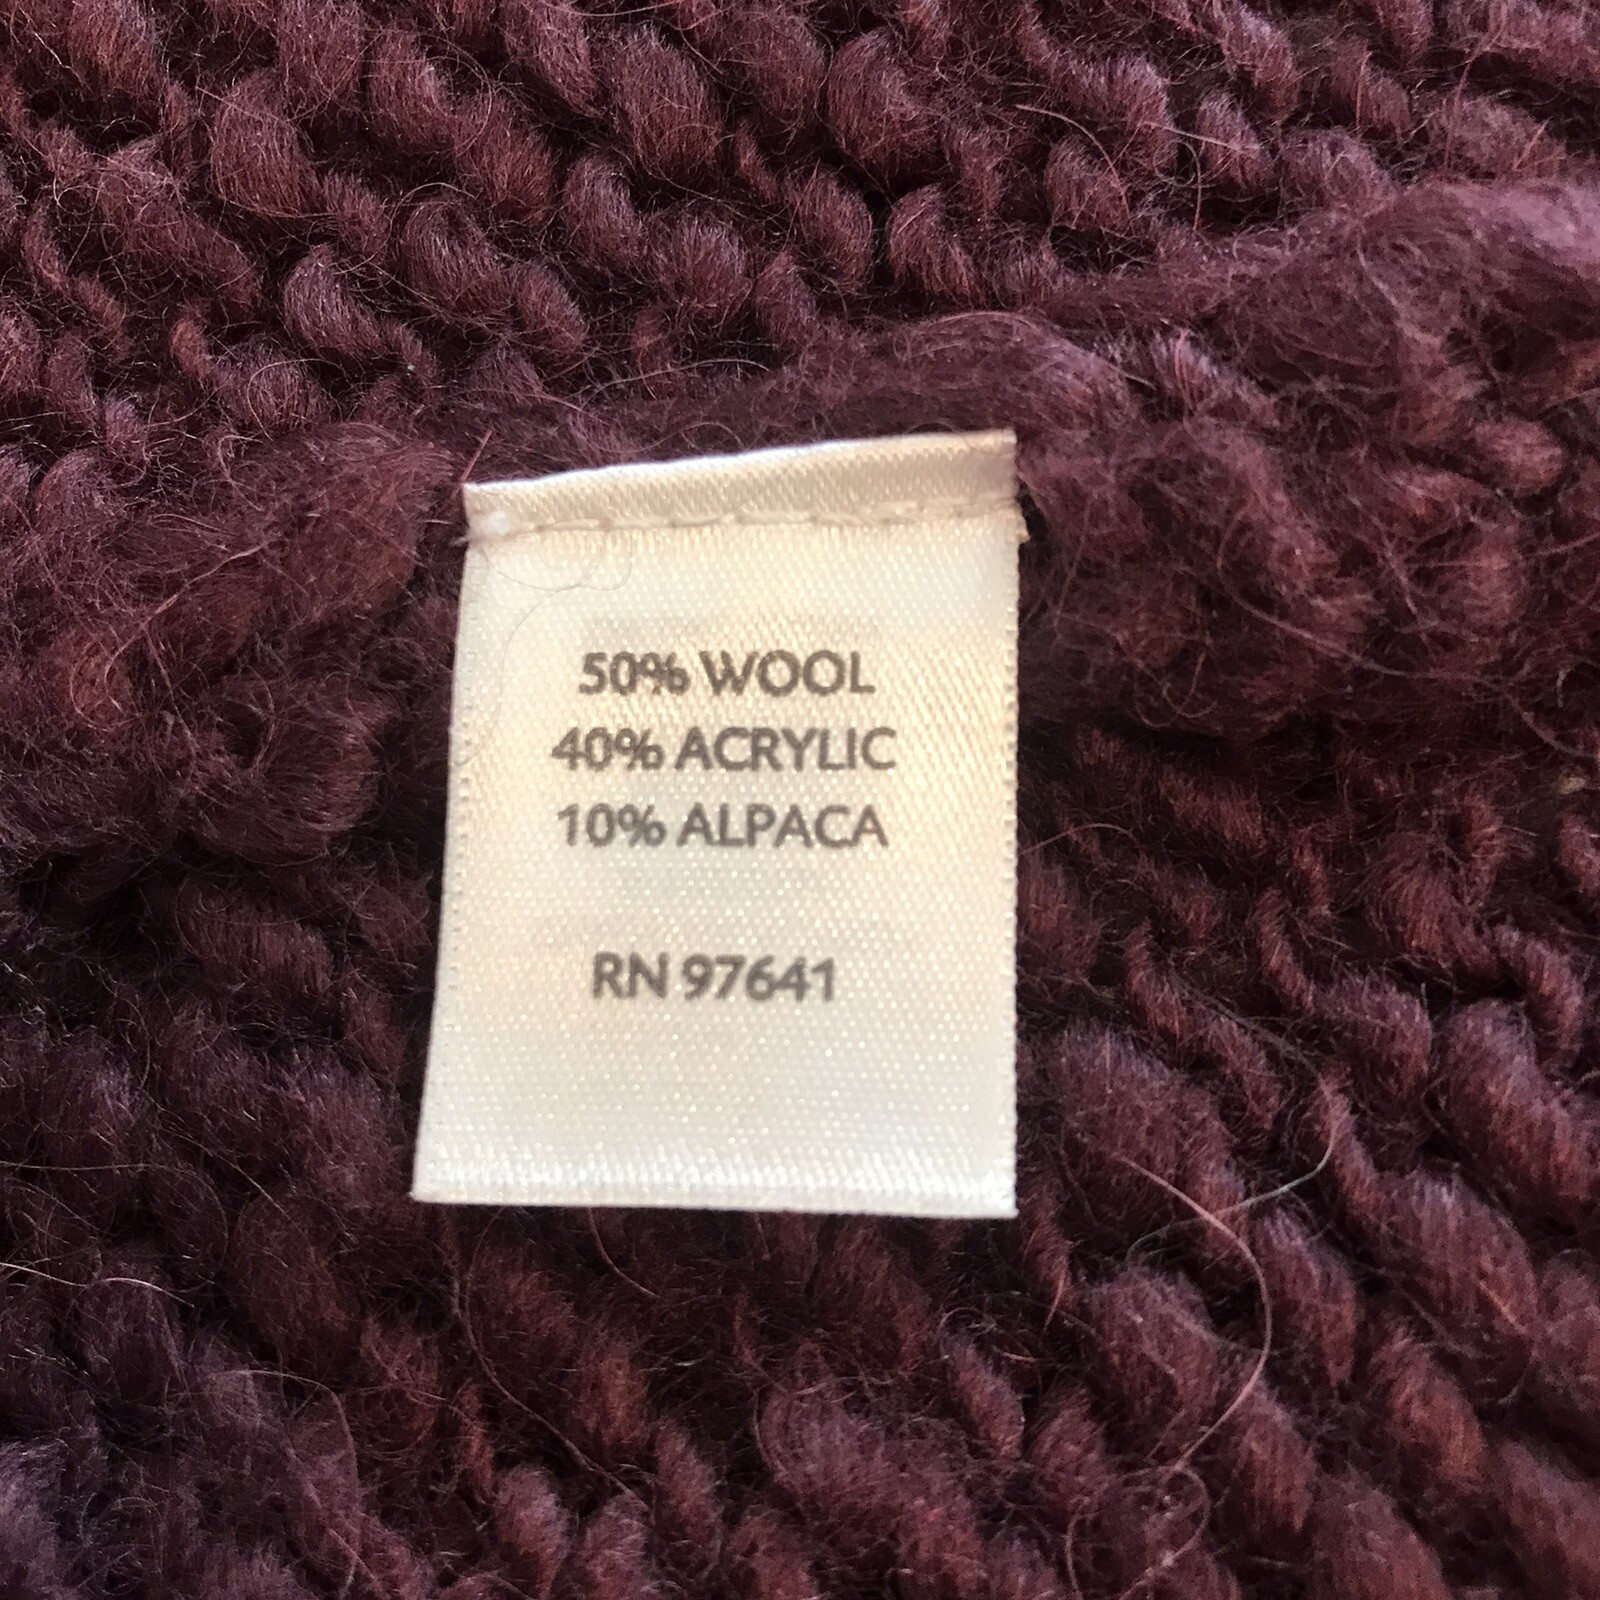 50% WOOL
40% ACRYLIC
10% ALPACA
RN 97641